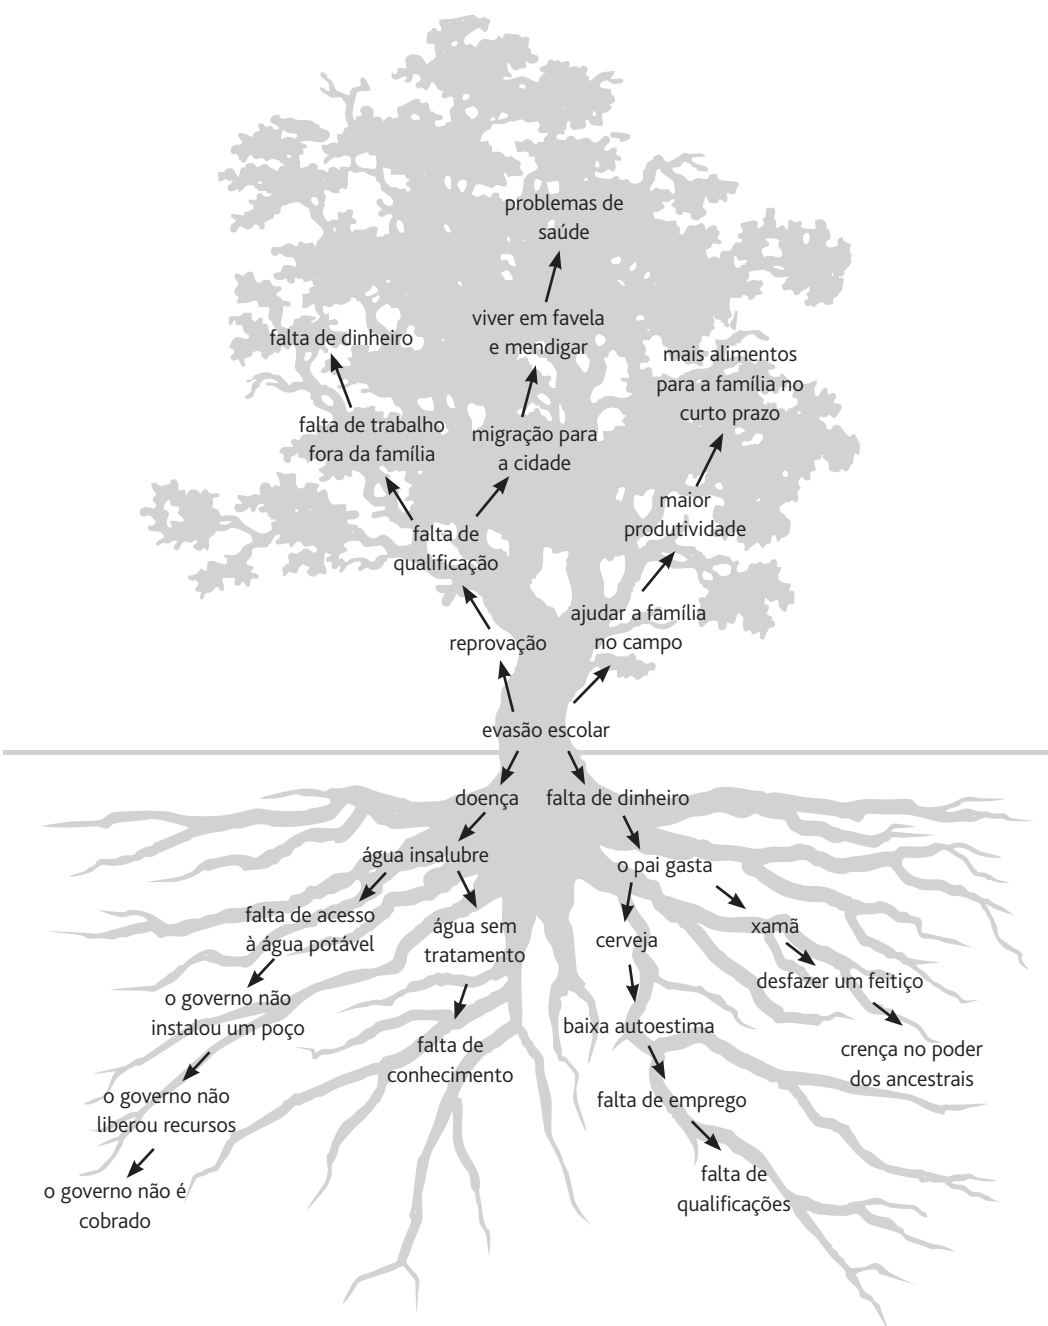 problemas de
saúde
viver em favela
e mendigar
falta de dinheiro
mais alimentos
para a família no
curto prazo
falta de trabalho
fora da família
migração para
a cidade
maior
produtividade
falta de
qualificação
ajudar a família
no campo
reprovação
evasão escolar
doença
falta de dinheiro
água insalubre
o pai gasta
falta de acesso
à água potável
água sem
tratamento
cerveja
xamã
desfazer um feitiço
o governo não
instalou um poço
baixa autoestima
falta de
conhecimento
crença no poder
dos ancestrais
o governo não
liberou recursos
falta de emprego
falta de
qualificações
o governo não é
cobrado